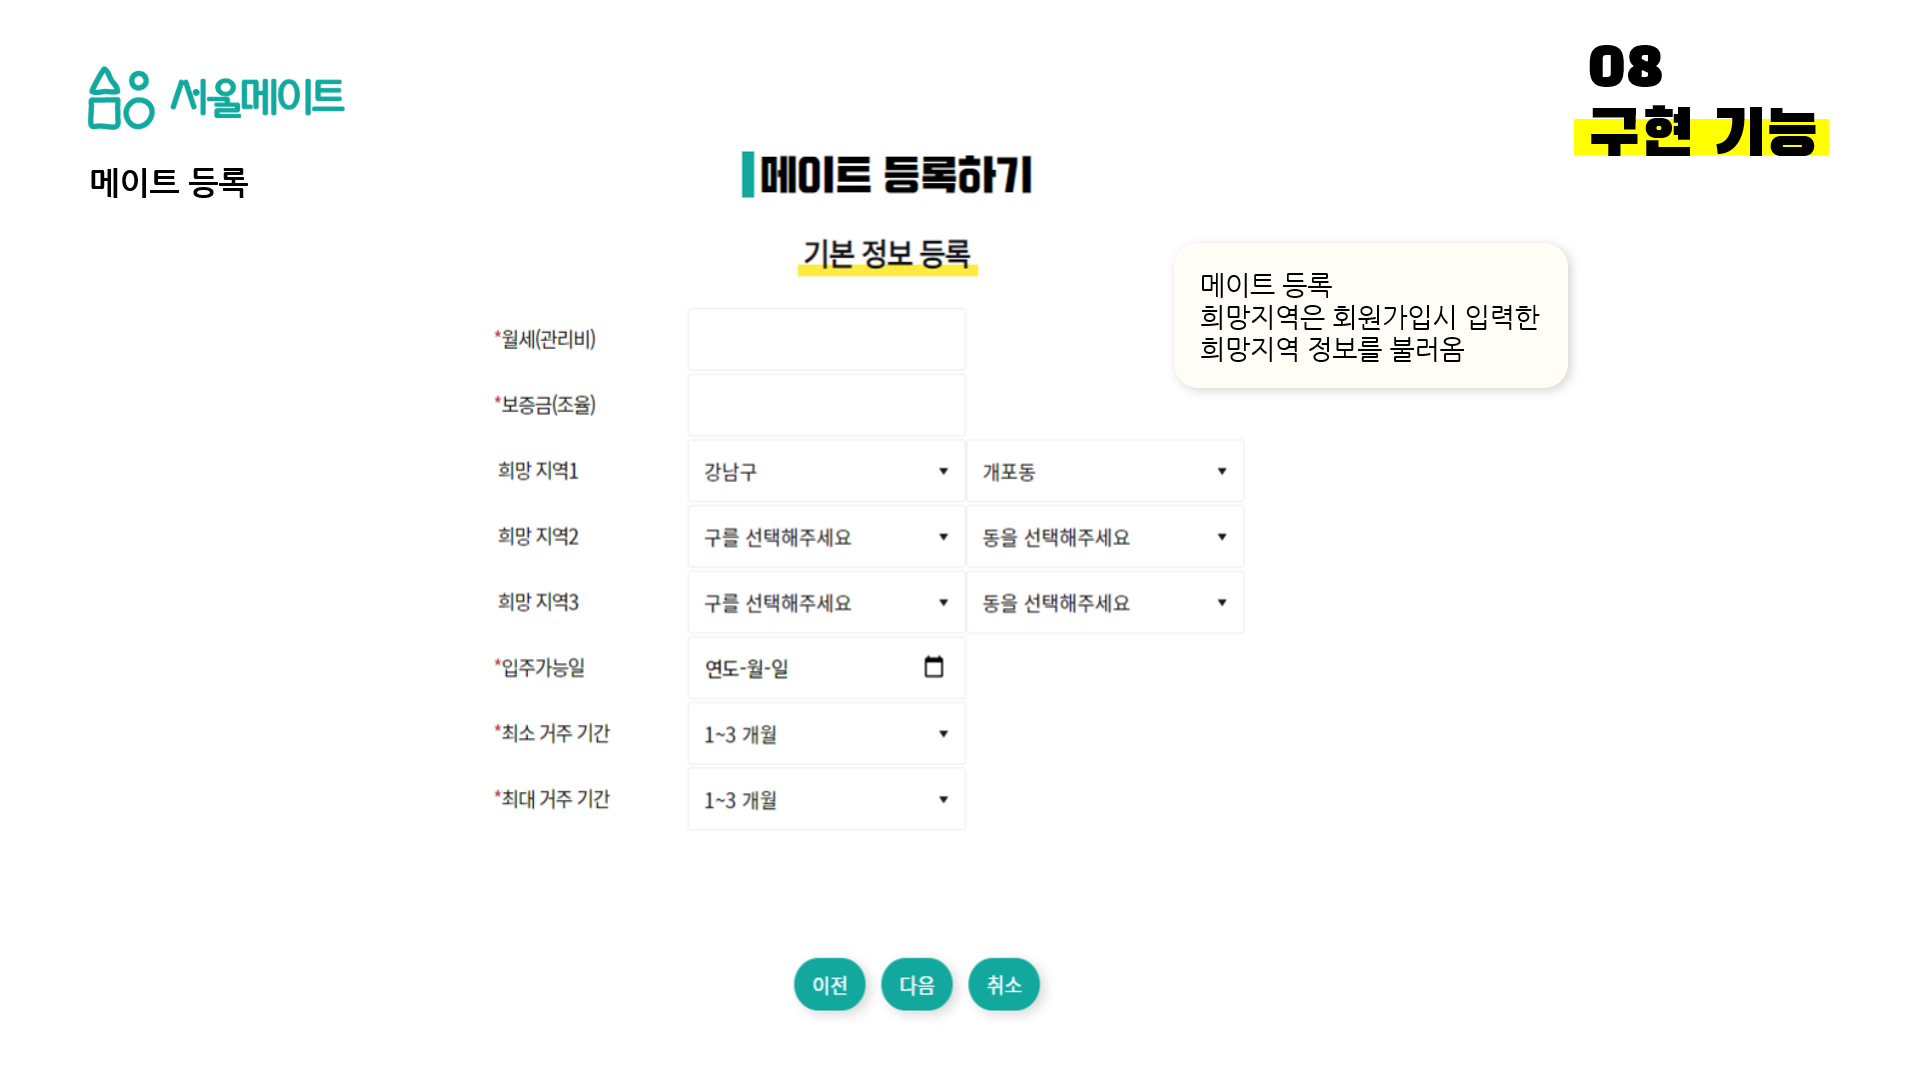 서울메이트
08
구현 기능
메이트 등록
메이트 등록하기
기본 정보 등록
메이트 등록
희망지역은 회원가입시 입력한
희망지역 정보를 불러옴
*월세(관리비)
*보증금(조율)
희망 지역1 강남구 개포동
희망 지역2 구를 선택해주세요 동을 선택해주세요
희망 지역3 구를 선택해주세요 동을 선택해주세요
*입주가능일 연도-월-일
*최소 거주 기간 1~3 개월
*최대 거주 기간 1~3 개월
이전 다음 취소